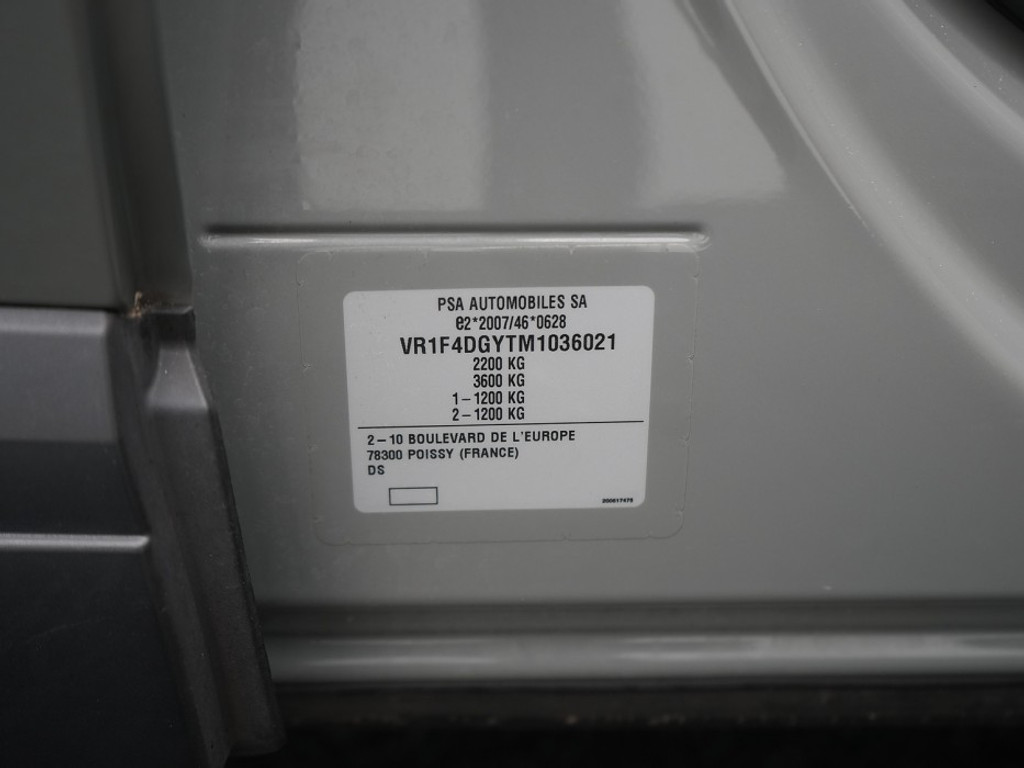 PSA AUTOMOBILES SA
e2*2007/46*0628
VR1F4DGYTM1036021
2200 KG
3600 KG
1-1200 KG
2-1200 KG
2-10 BOULEVARD DE L'EUROPE
78300 POISSY (FRANCE)
DS
200617475